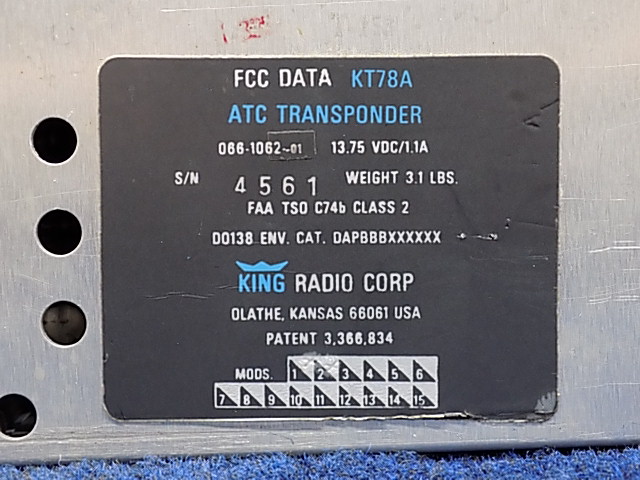 FCC DATA KT78A
ATC TRANSPONDER
066-1062-01 13.75 VDC/1.1A
S/N 4561 WEIGHT 3.1 LBS.
FAA TSO C74b CLASS 2
DO138 ENV. CAT. DAPBBBXXXXXX
KING RADIO CORP
OLATHE, KANSAS 66061 USA
PATENT 3,366,834
MODS. 1 2 3 4 5 6
7 8 9 10 11 12 13 14 15